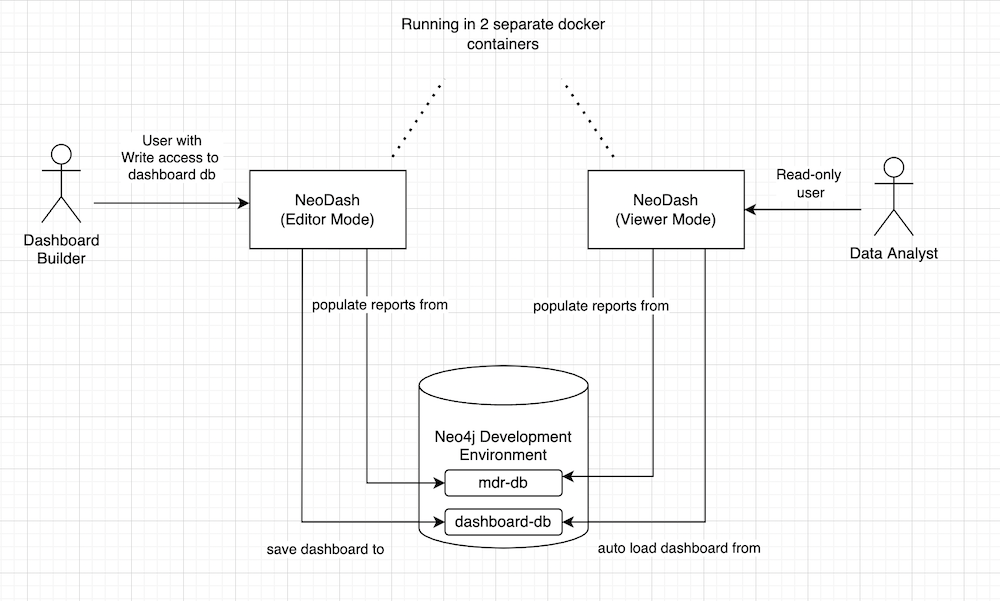 Running in 2 separate docker
containers
User with
Write access to
dashboard db
NeoDash
(Editor Mode)
NeoDash
(Viewer Mode)
Read-only
user
Dashboard
Builder
Data Analyst
populate reports from
populate reports from
Neo4j Development
Environment
mdr-db
dashboard-db
save dashboard to
auto load dashboard from